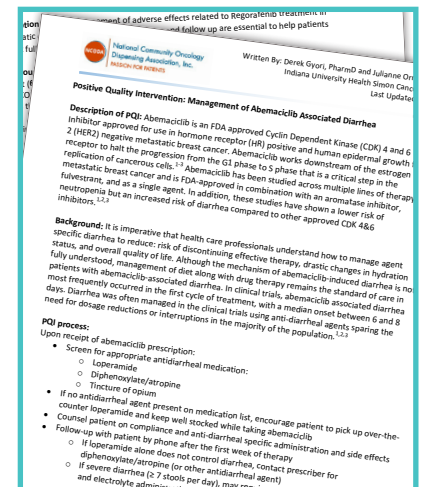 ment of adverse effects related to Regorafenib treatment in
nd follow up are essential to help patients
NCODA
National Community Oncology
Dispensing Association, Inc.
PASSION FOR PATIENTS
Written By: Derek Gyori, PharmD and Julianne
Indiana University Health Simon
Last
Positive Quality Intervention: Management of Abemaciclib Associated Diarrhea
Description of PQI: Abemaciclib is an FDA approved Cyclin Dependent Kinase (CDK) 4 and 6
Inhibitor approved for use in hormone receptor (HR) positive and human epidermal growth
2 (HER2) negative metastatic breast cancer. Abemaciclib works downstream of the estrogen
receptor to halt the progression from the G1 phase to S phase that is a critical step in the
replication of cancerous cells.1-3 Abemaciclib has been studied across multiple lines of therapy
metastatic breast cancer and is FDA-approved in combination with an aromatase inhibitor,
fulvestrant, and as a single agent. In addition, these studies have shown a lower risk of
neutropenia but an increased risk of diarrhea compared to other approved CDK 4&6
inhibitors.1,2,3
Background: It is imperative that health care professionals understand how to manage agent
specific diarrhea to reduce: risk of discontinuing effective therapy, drastic changes in hydration
status, and overall quality of life. Although the mechanism of abemaciclib-induced diarrhea is no
fully understood, management of diet along with drug therapy remains the standard of care in
patients with abemaciclib-associated diarrhea. In clinical trials, abemaciclib associated diarrhea
most frequently occurred in the first cycle of treatment, with a median onset between 6 and 8
days. Diarrhea was often managed in the clinical trials using anti-diarrheal agents sparing the
need for dosage reductions or interruptions in the majority of the population.1,2,3
PQI process:
Upon receipt of abemaciclib prescription:
• Screen for appropriate antidiarrheal medication:
o Loperamide
o Diphenoxylate/atropine
o Tincture of opium
• If no antidiarrheal agent present on medication list, encourage patient to pick up over-the-
counter loperamide and keep well stocked while taking abemaciclib
• Counsel patient on compliance and anti-diarrheal specific administration and side effects
• Follow-up with patient by phone after the first week of therapy
o If loperamide alone does not control diarrhea, contact prescriber for
diphenoxylate/atropine (or other antidiarrheal agent)
o If severe diarrhea (≥ 7 stools per day), may
and electrolyte